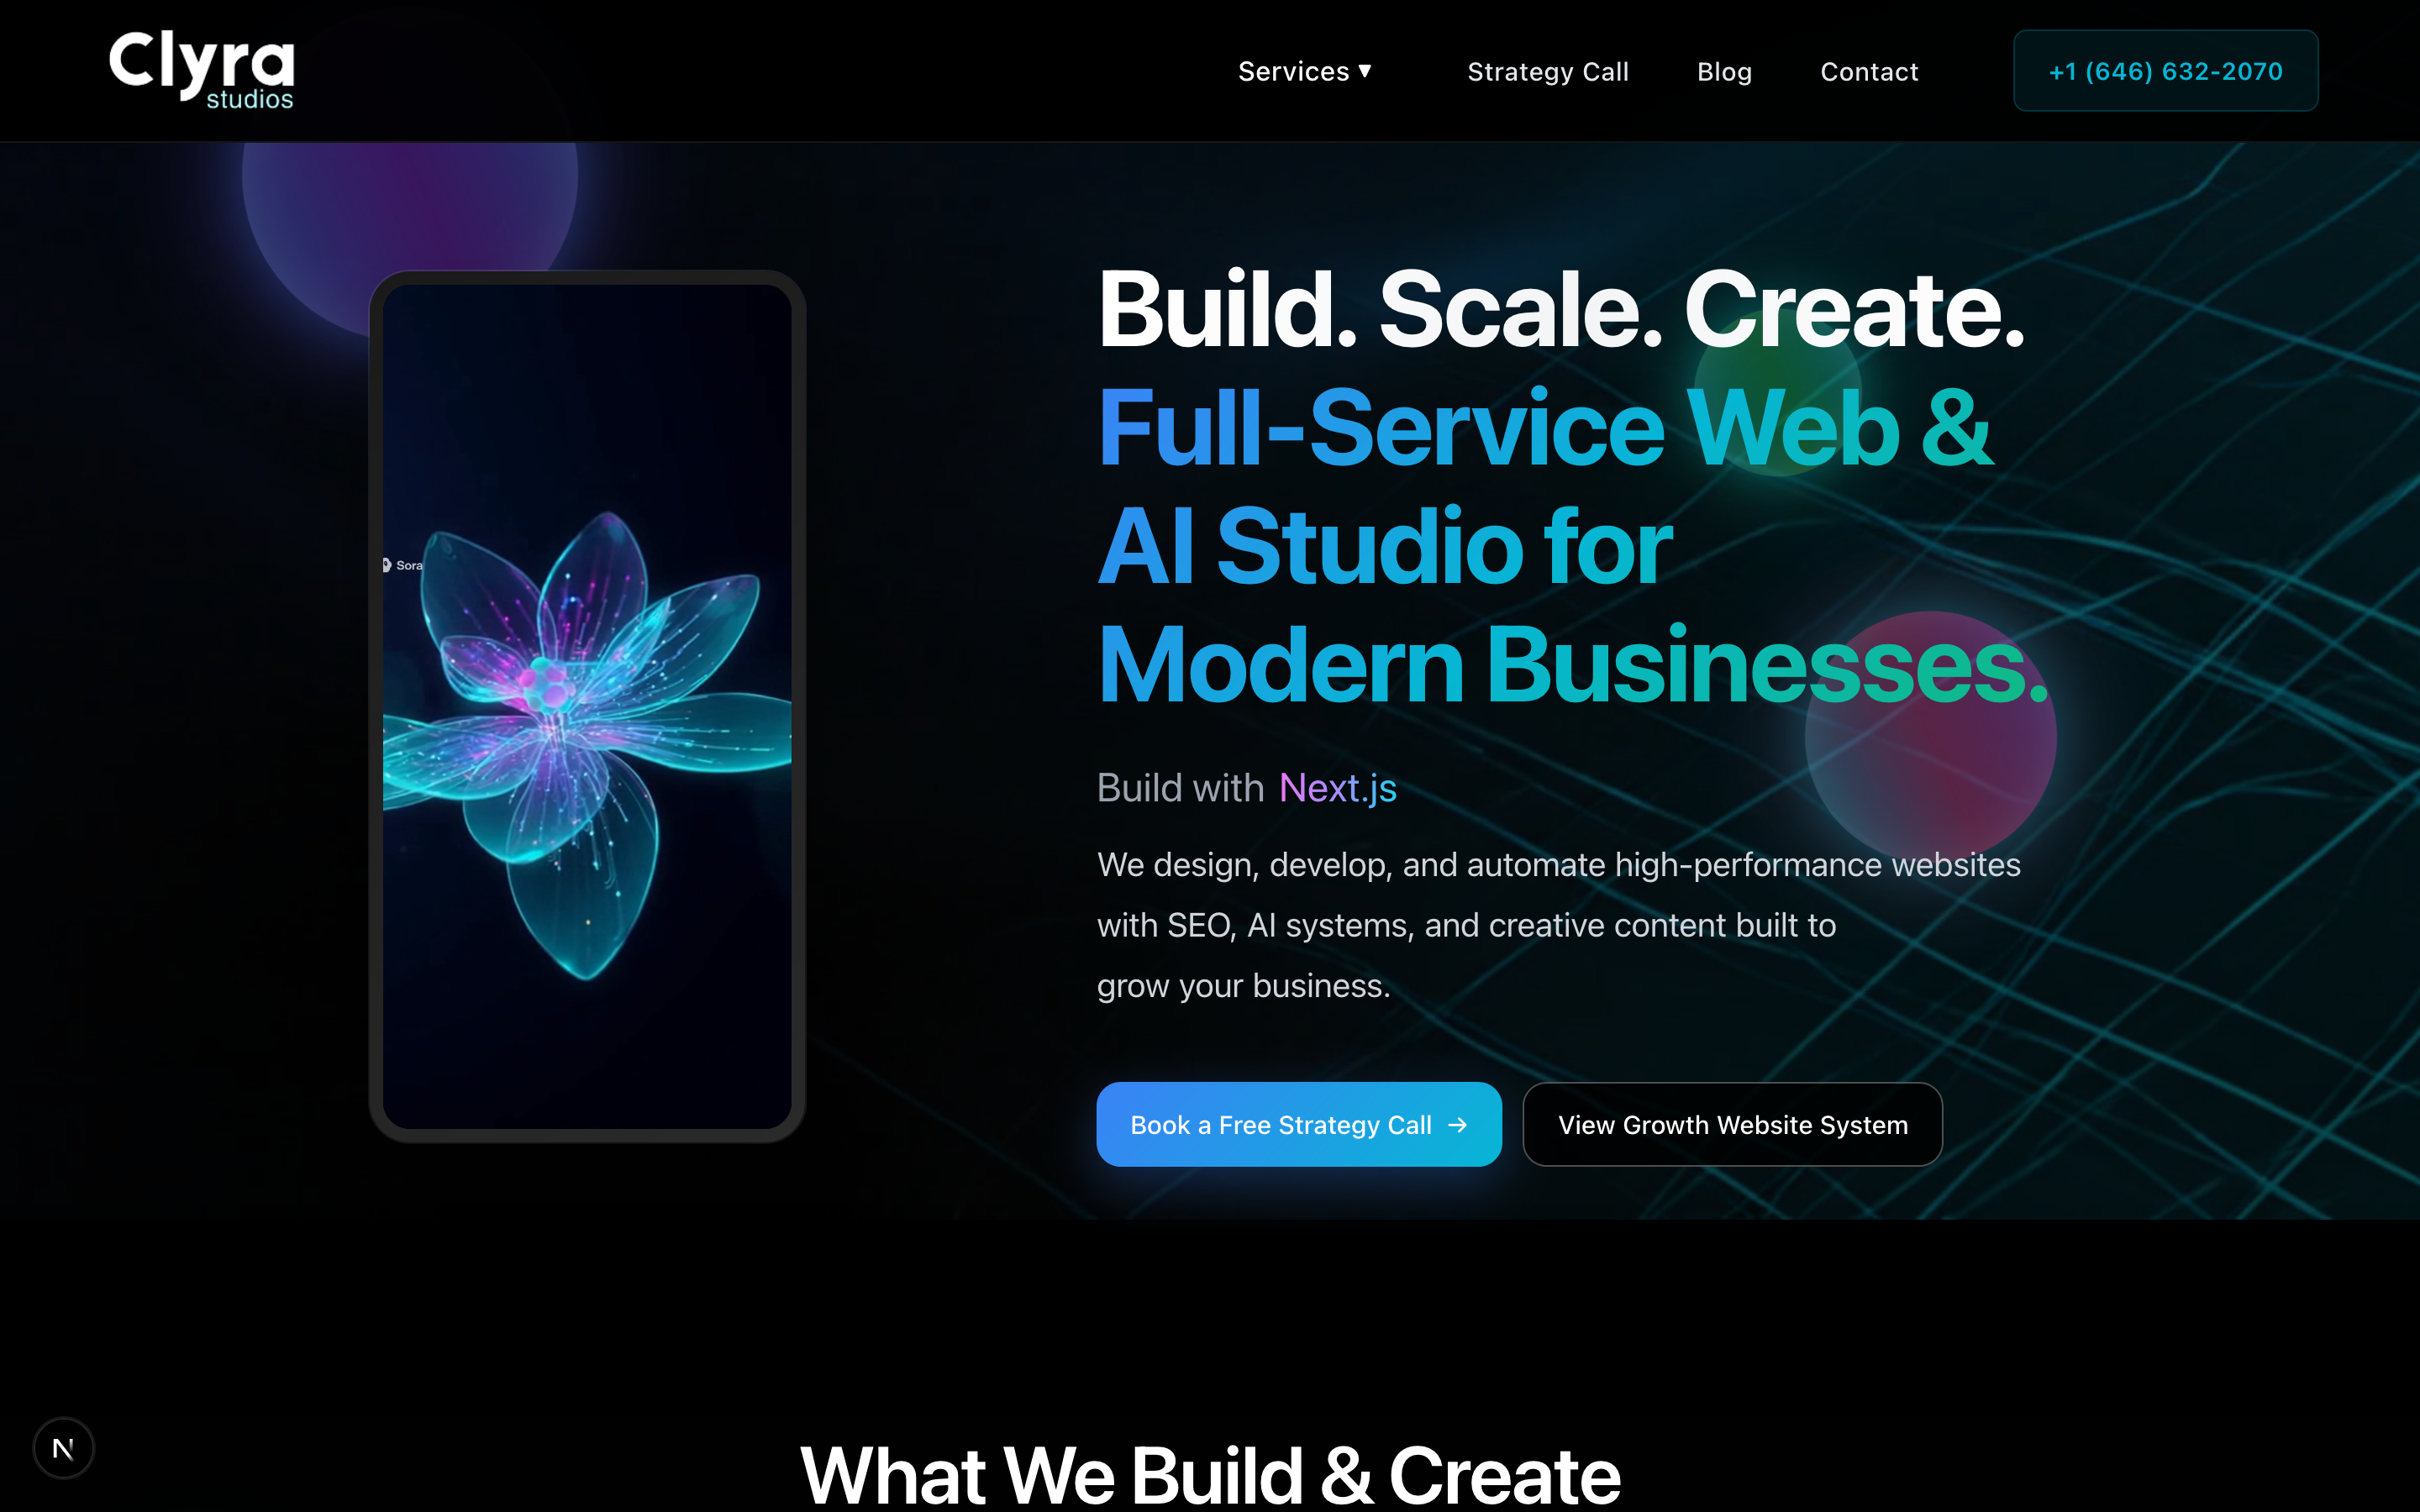 Clyra
studios
Services ▼
Strategy Call
Blog
Contact
+1 (646) 632-2070
Sora
Build. Scale. Create.
Full-Service Web &
AI Studio for
Modern Businesses.
Build with Next.js
We design, develop, and automate high-performance websites
with SEO, AI systems, and creative content built to
grow your business.
Book a Free Strategy Call →
View Growth Website System
N
What We Build & Create